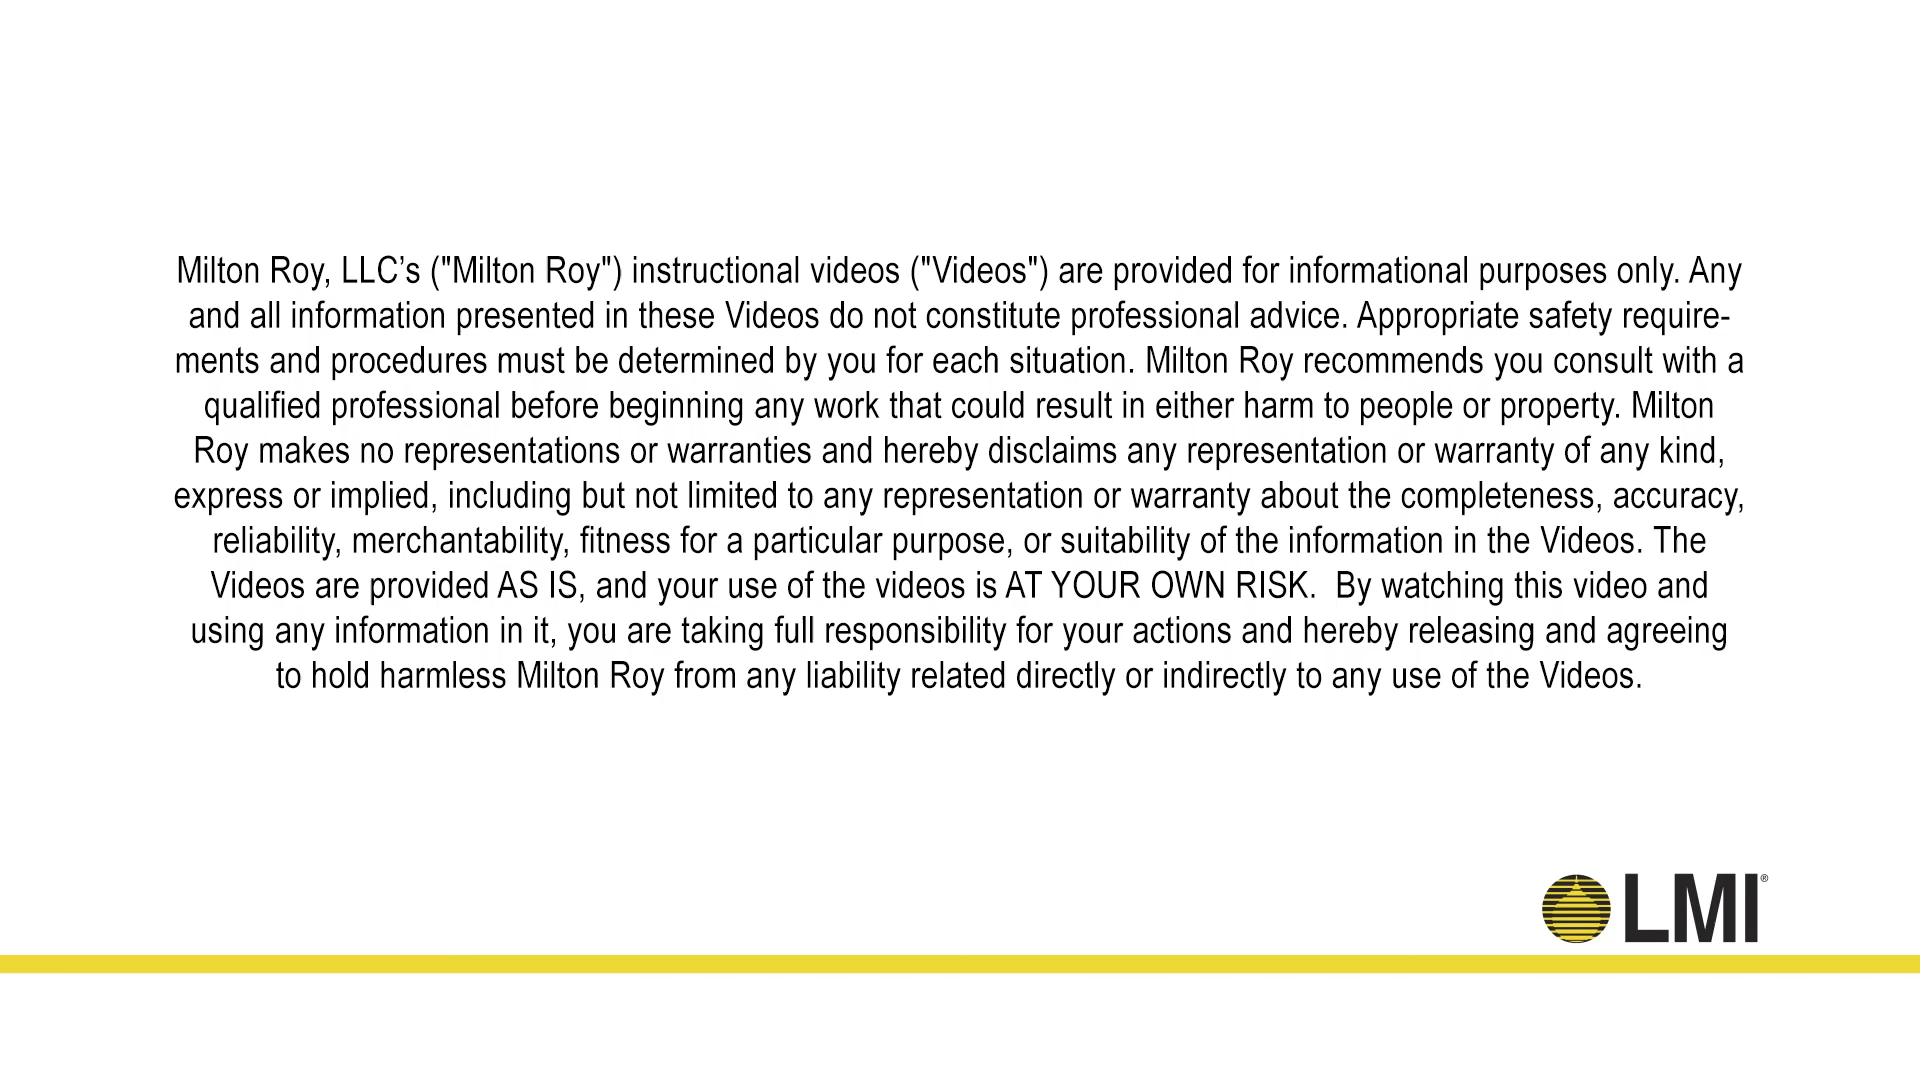 Milton Roy, LLC’s ("Milton Roy") instructional videos ("Videos") are provided for informational purposes only. Any
and all information presented in these Videos do not constitute professional advice. Appropriate safety require-
ments and procedures must be determined by you for each situation. Milton Roy recommends you consult with a
qualified professional before beginning any work that could result in either harm to people or property. Milton
Roy makes no representations or warranties and hereby disclaims any representation or warranty of any kind,
express or implied, including but not limited to any representation or warranty about the completeness, accuracy,
reliability, merchantability, fitness for a particular purpose, or suitability of the information in the Videos. The
Videos are provided AS IS, and your use of the videos is AT YOUR OWN RISK.  By watching this video and
using any information in it, you are taking full responsibility for your actions and hereby releasing and agreeing
to hold harmless Milton Roy from any liability related directly or indirectly to any use of the Videos.
LMI®